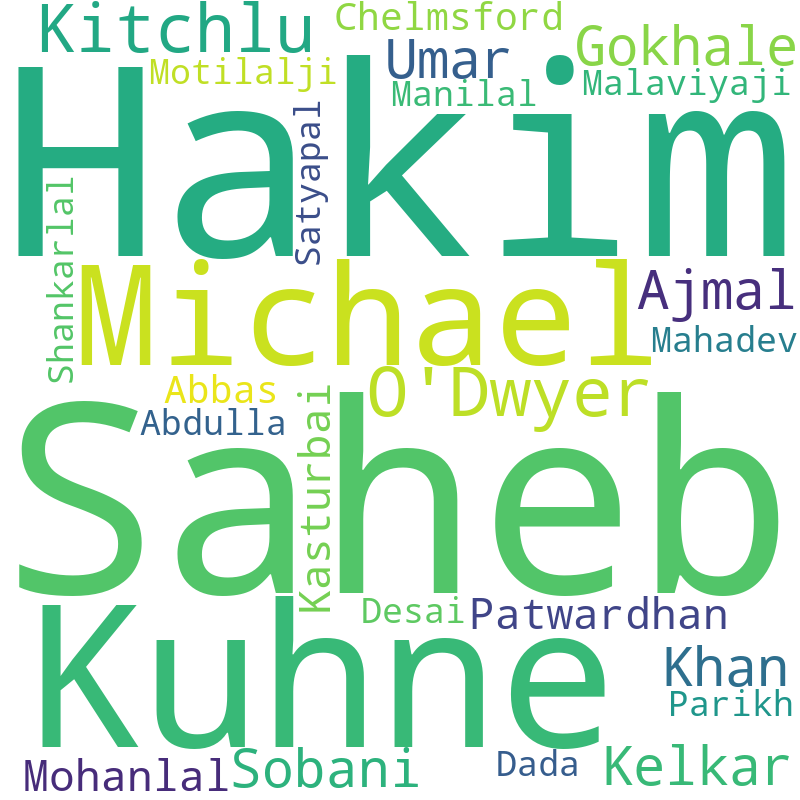 Kitchlu
Chelmsford
Umar
Gokhale
Motilalji
Manilal
Malaviyaji
Hakim
Satyapal
Shankarlal
Michael
Ajmal
Mahadev
Abbas
O'Dwyer
Abdulla
Saheb
Kasturbai
Desai
Patwardhan
Kuhne
Khan
Parikh
Mohanlal
Sobani
Dada
Kelkar